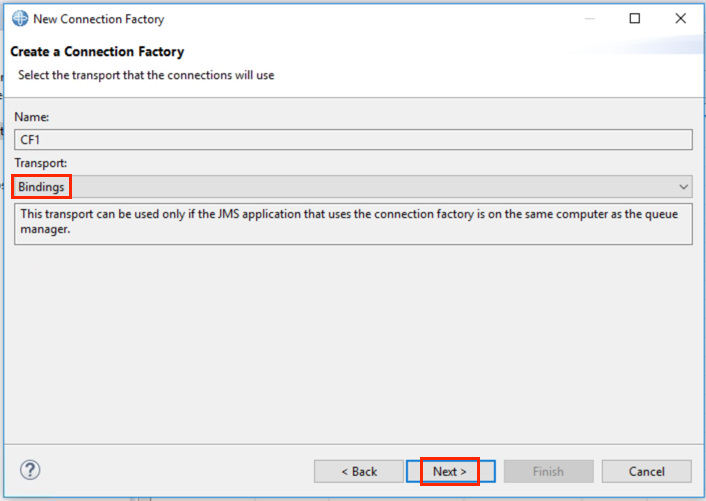 New Connection Factory
Create a Connection Factory
Select the transport that the connections will use
Name:
CF1
Transport:
Bindings
This transport can be used only if the JMS application that uses the connection factory is on the same computer as the queue
manager.
< Back
Next >
Finish
Cancel